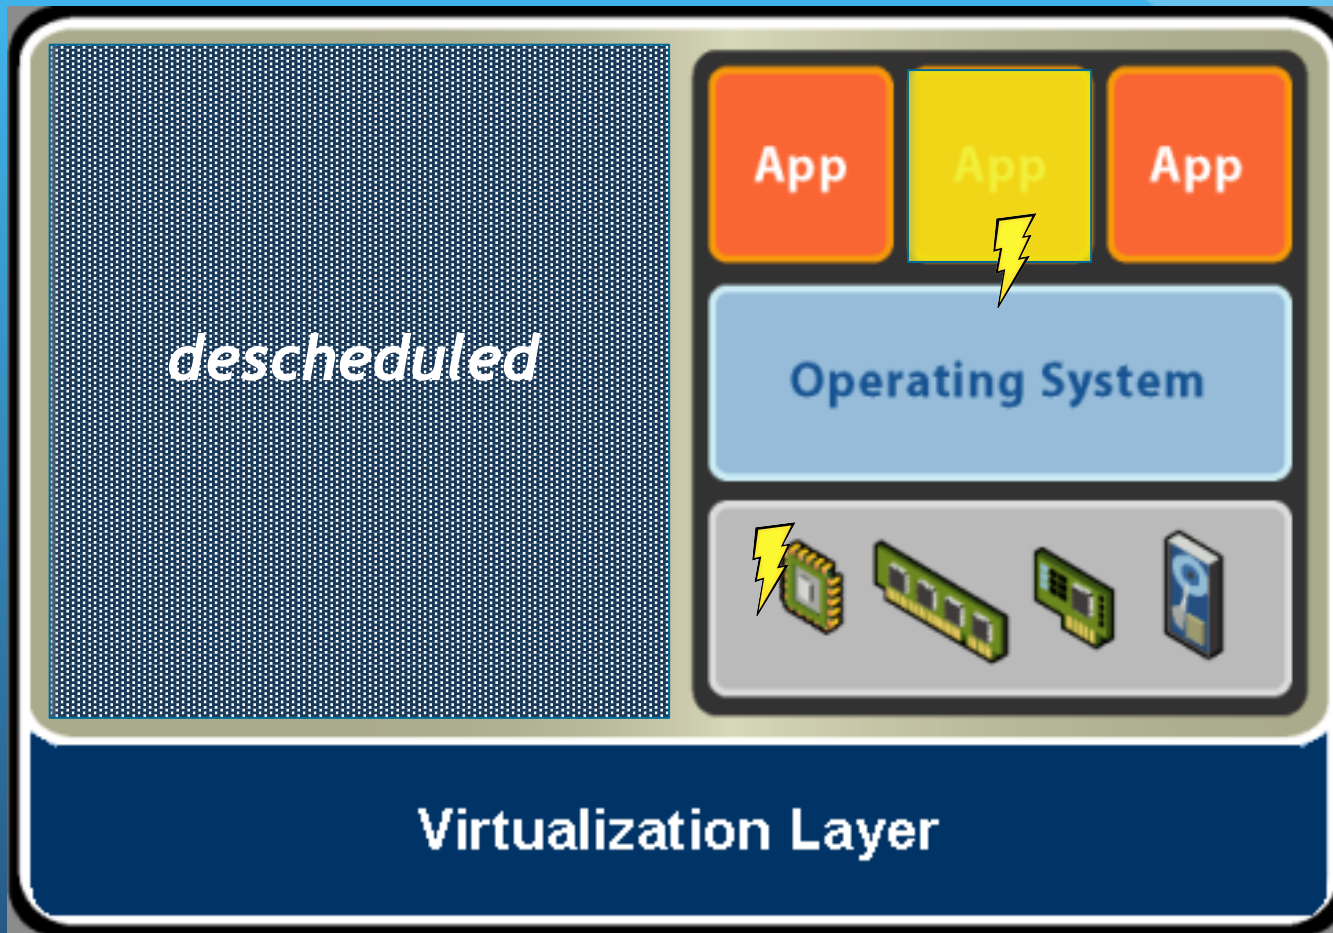 App
App
App
descheduled
Operating System
Virtualization Layer